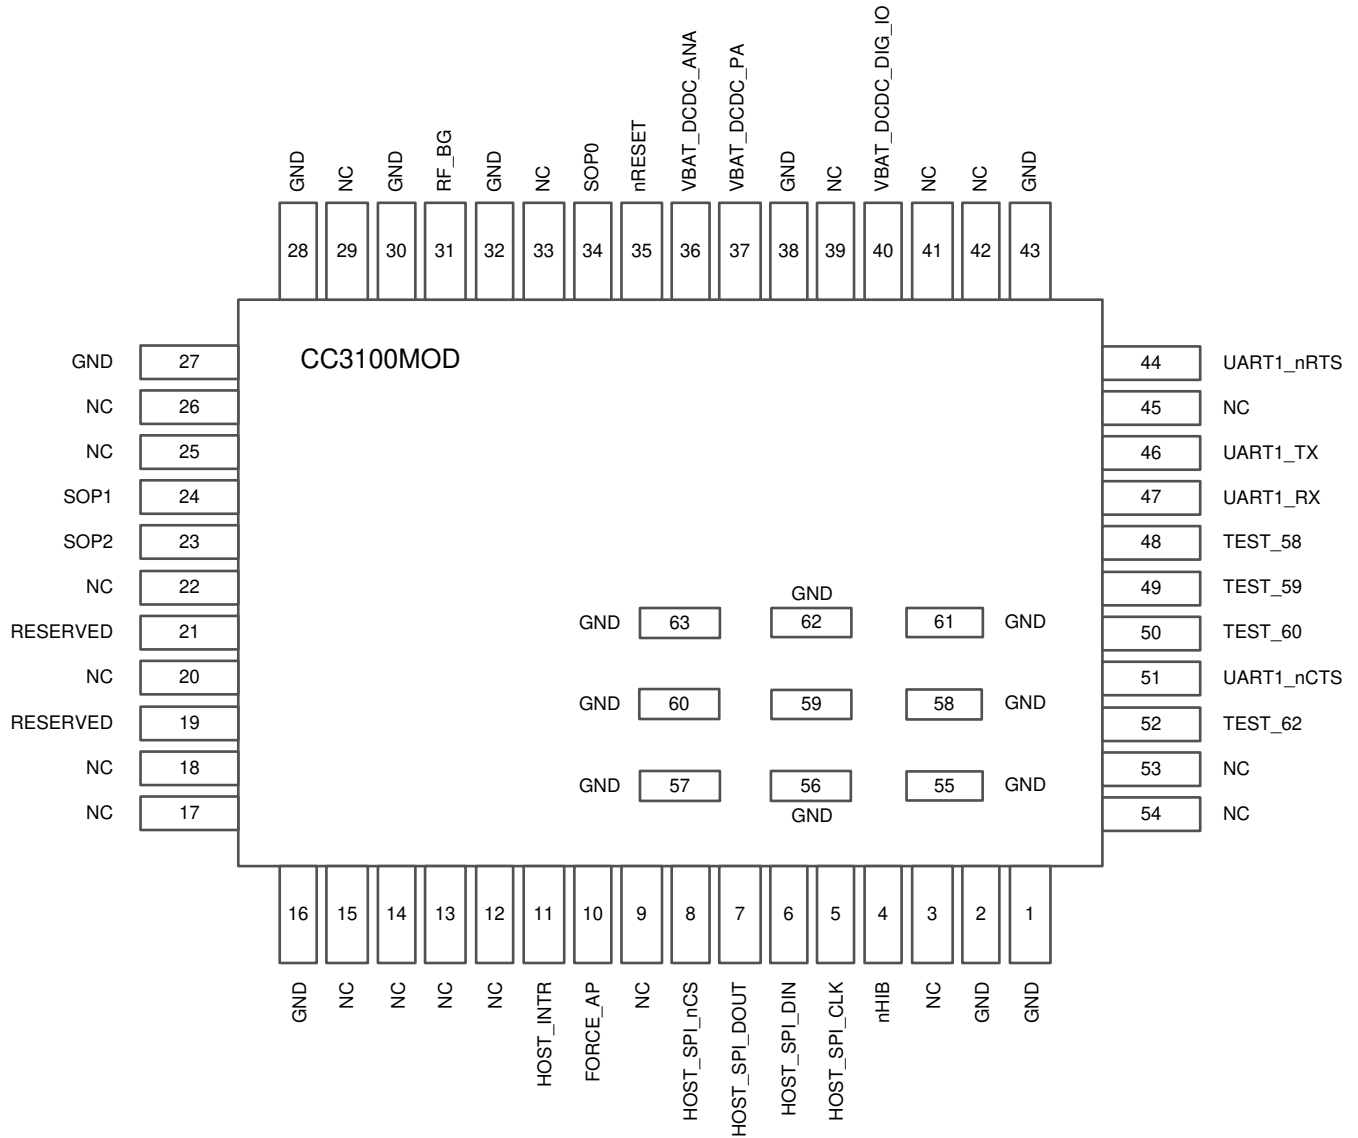 GND
NC
GND
RF_BG
GND
NC
SOP0
nRESET
VBAT_DCDC_ANA
VBAT_DCDC_PA
GND
NC
VBAT_DCDC_DIG_IO
NC
NC
GND
28 29 30 31 32 33 34 35 36 37 38 39 40 41 42 43
CC3100MOD
GND 27
NC 26
NC 25
SOP1 24
SOP2 23
NC 22
RESERVED 21
NC 20
RESERVED 19
NC 18
NC 17
44 UART1_nRTS
45 NC
46 UART1_TX
47 UART1_RX
48 TEST_58
49 TEST_59
50 TEST_60
51 UART1_nCTS
52 TEST_62
53 NC
54 NC
GND
GND 63 62 61 GND
GND 60 59 58 GND
GND 57 56 55 GND
GND
16 15 14 13 12 11 10 9 8 7 6 5 4 3 2 1
GND
NC
NC
NC
NC
HOST_INTR
FORCE_AP
NC
HOST_SPI_nCS
HOST_SPI_DOUT
HOST_SPI_DIN
HOST_SPI_CLK
nHIB
NC
GND
GND